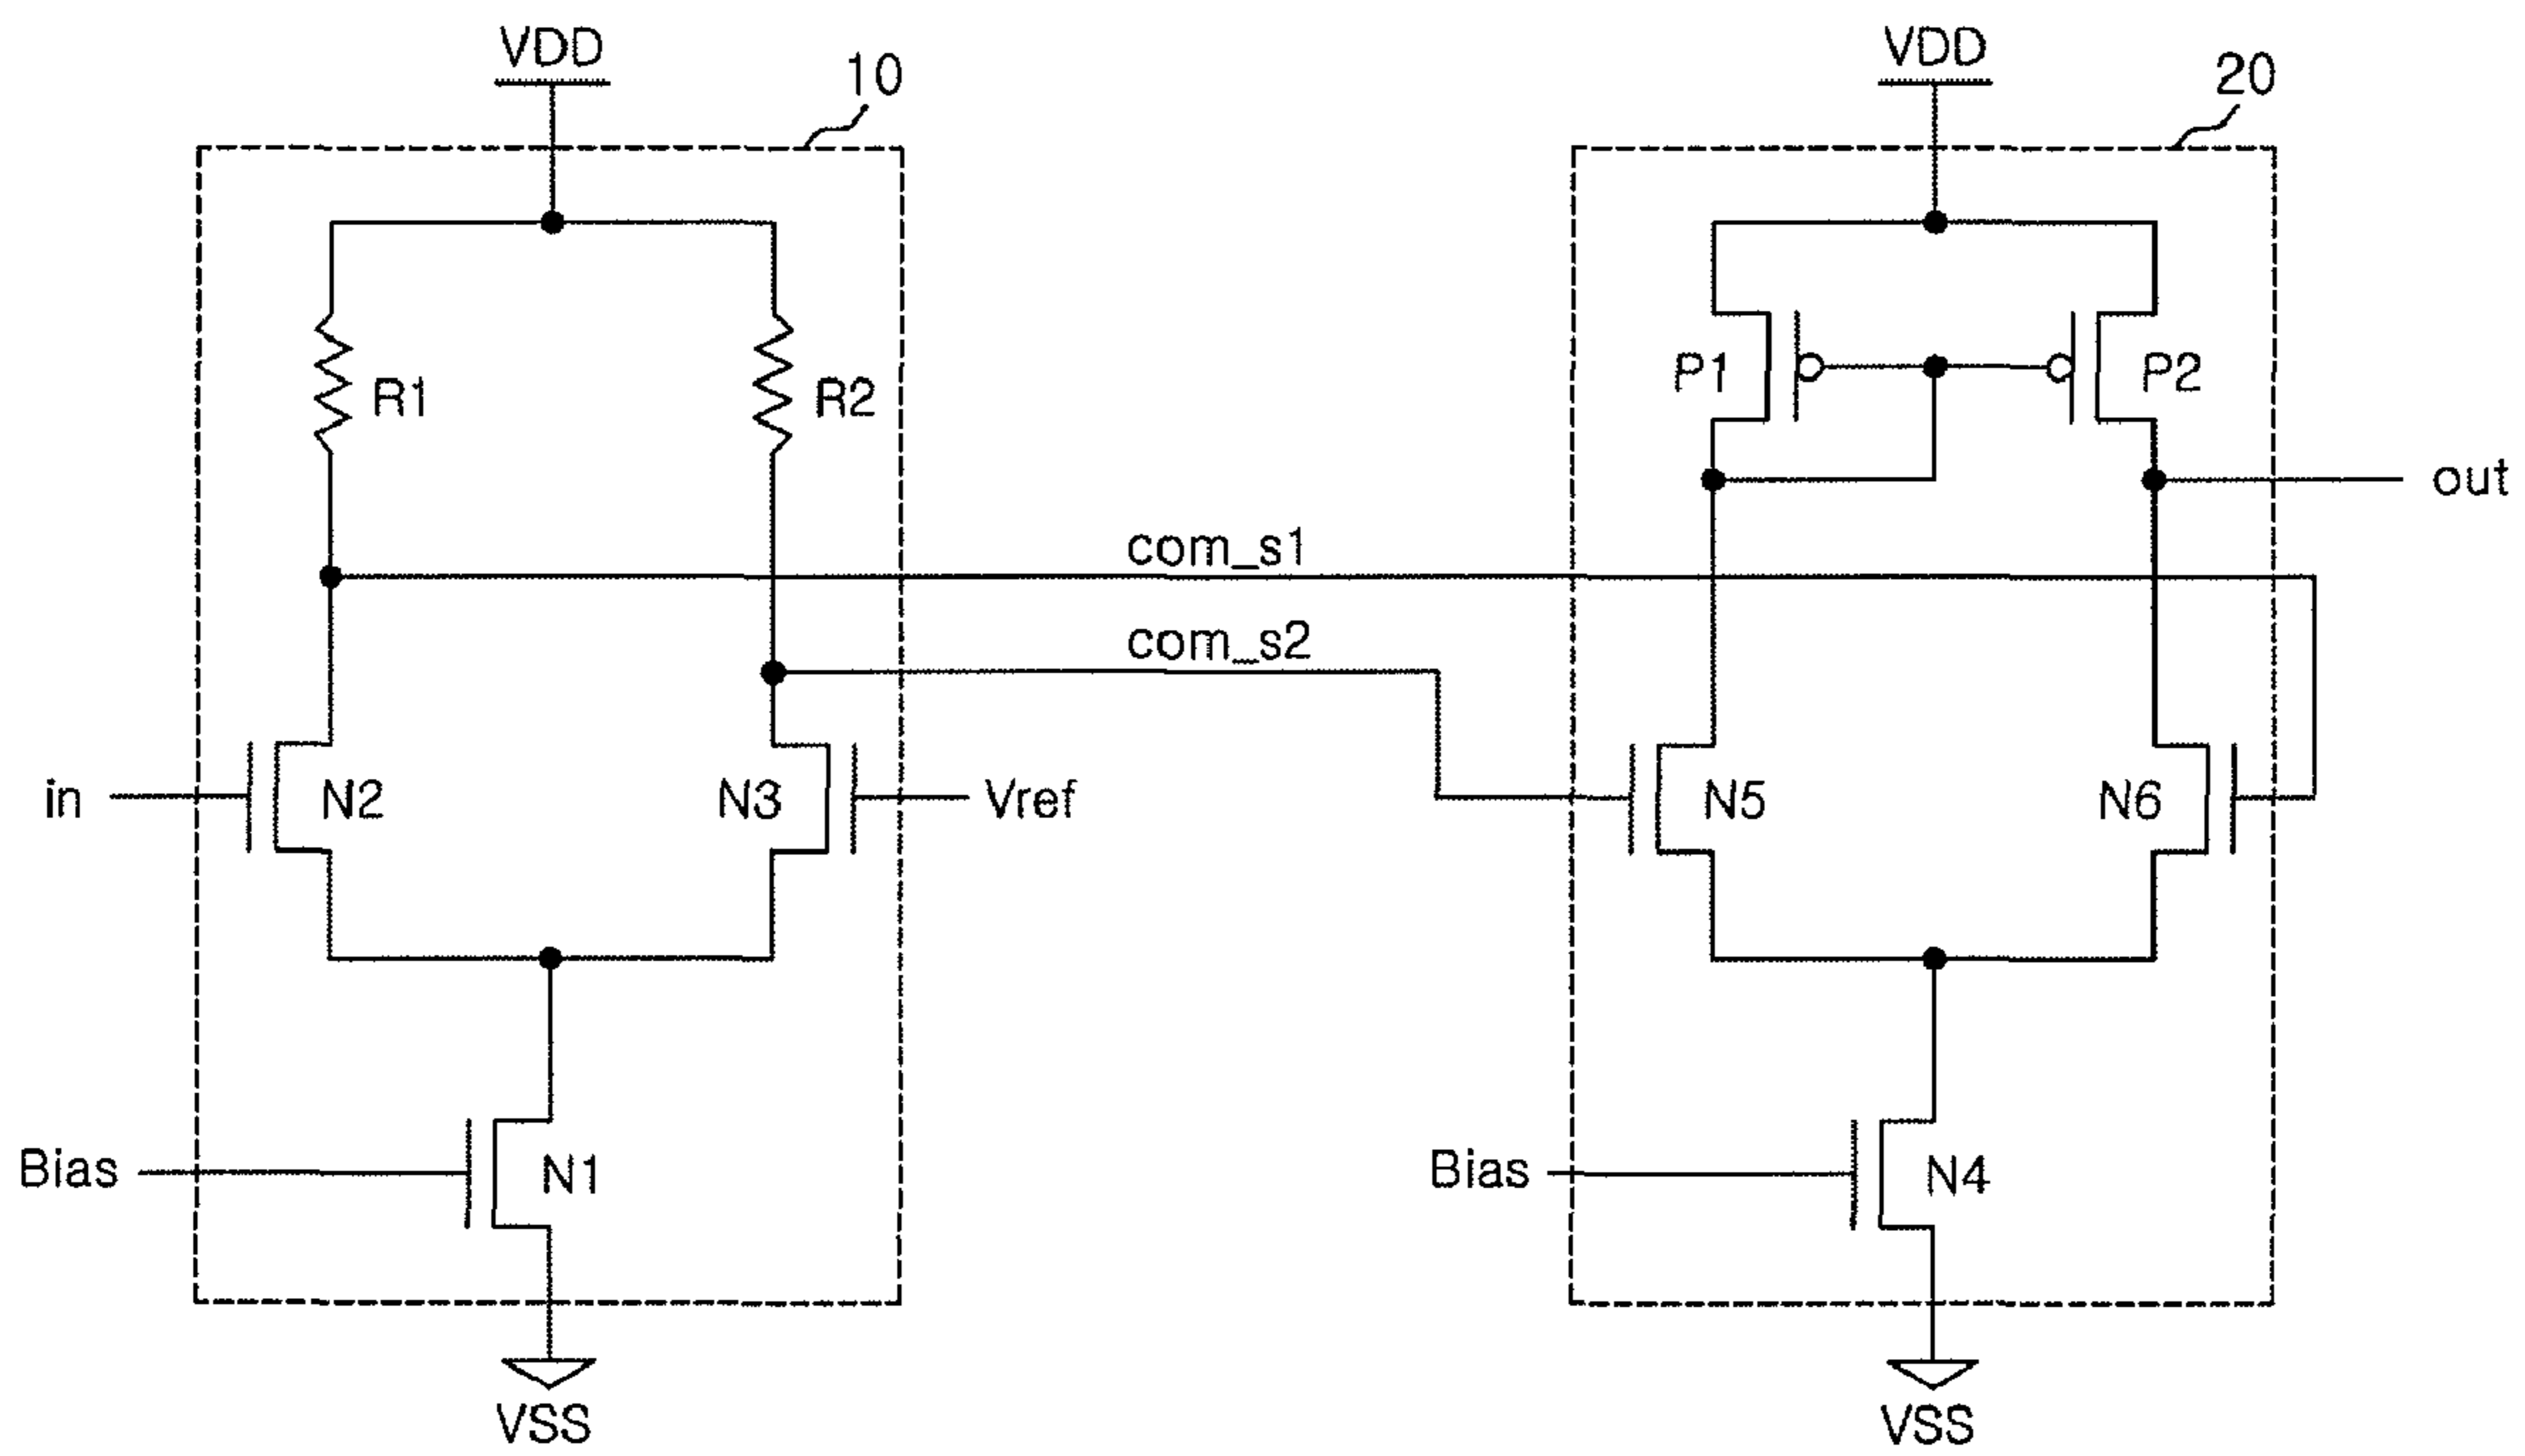 VDD
10
VDD
20
R1
R2
P1
P2
out
com_s1
com_s2
in
N2
N3
Vref
N5
N6
Bias
N1
Bias
N4
VSS
VSS